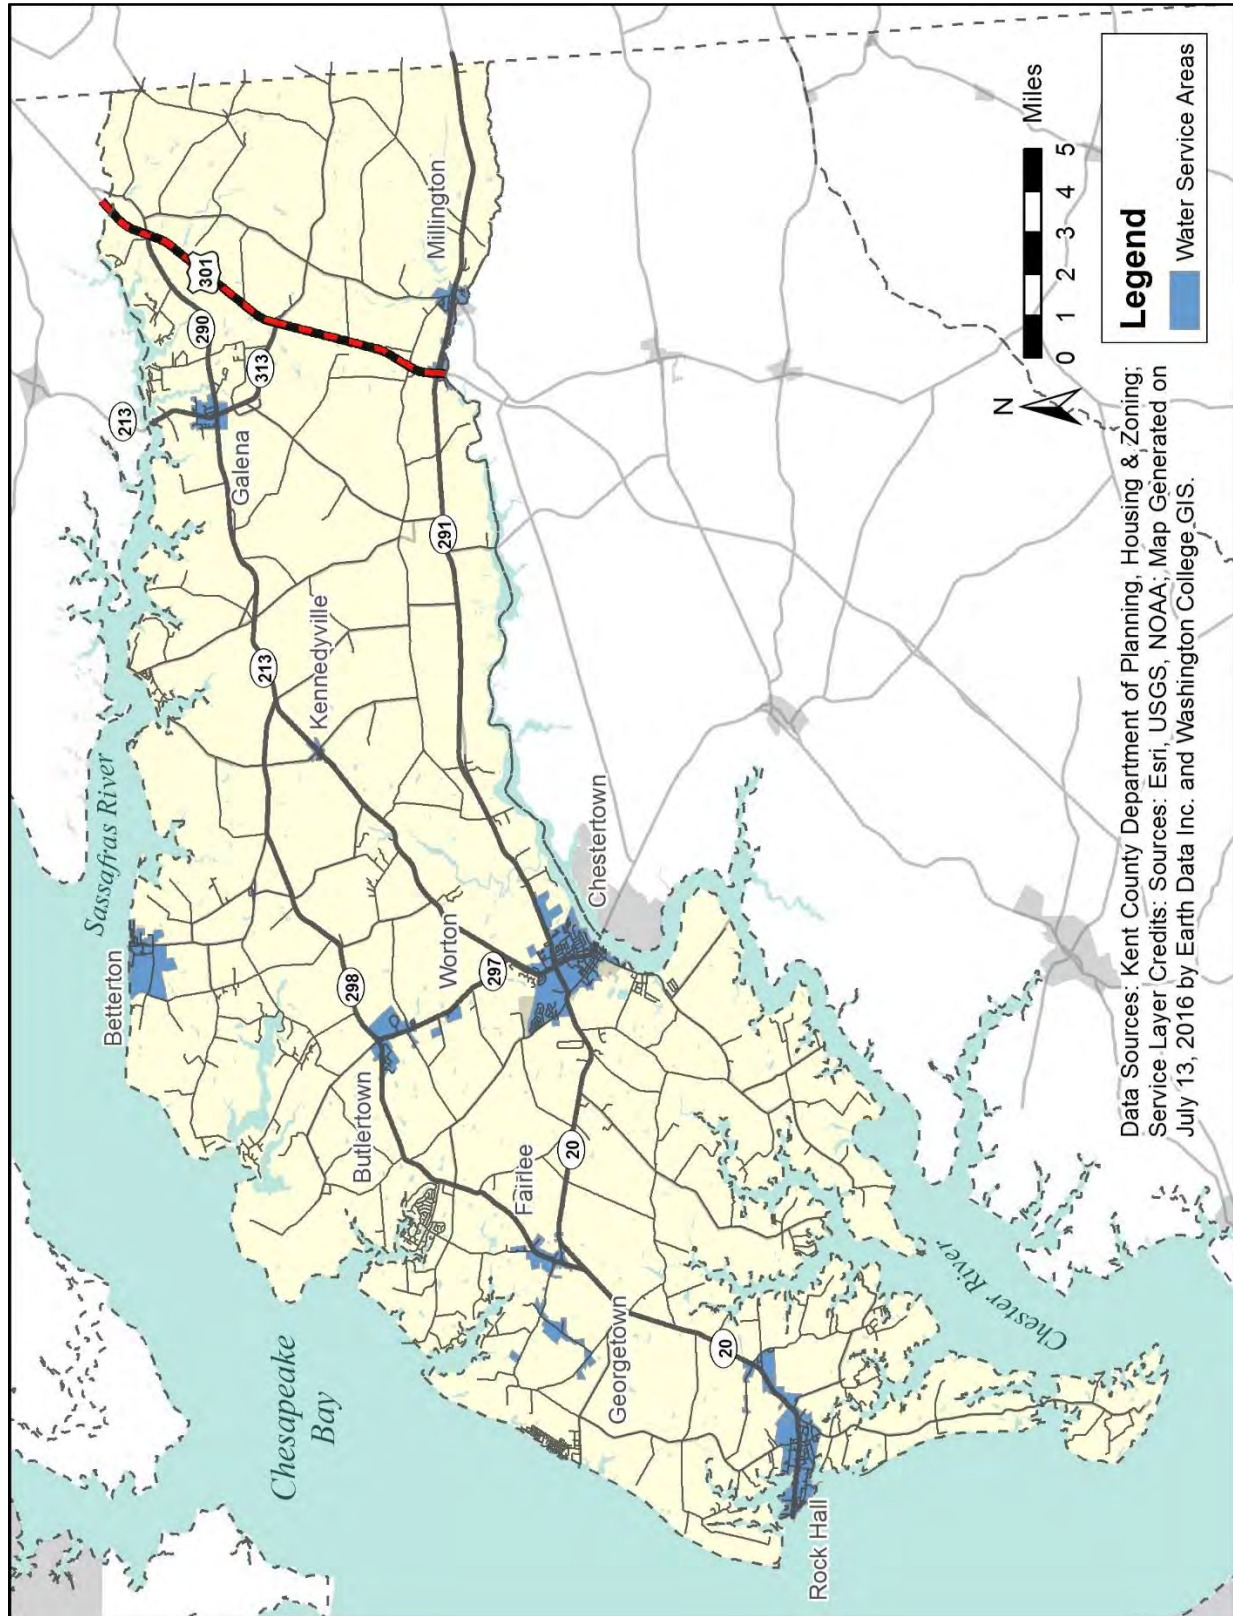 Chesapeake
Bay
Sassafras River
Betterton
213
Galena
290
301
313
213
Kennedyville
291
Millington
298
Worton
297
Butlertown
Chestertown
Fairlee
20
Georgetown
20
Rock Hall
Chester River
N
0 1 2 3 4 5 Miles
Legend
Water Service Areas
Data Sources: Kent County Department of Planning, Housing & Zoning;
Service Layer Credits: Sources: Esri, USGS, NOAA; Map Generated on
July 13, 2016 by Earth Data Inc. and Washington College GIS.